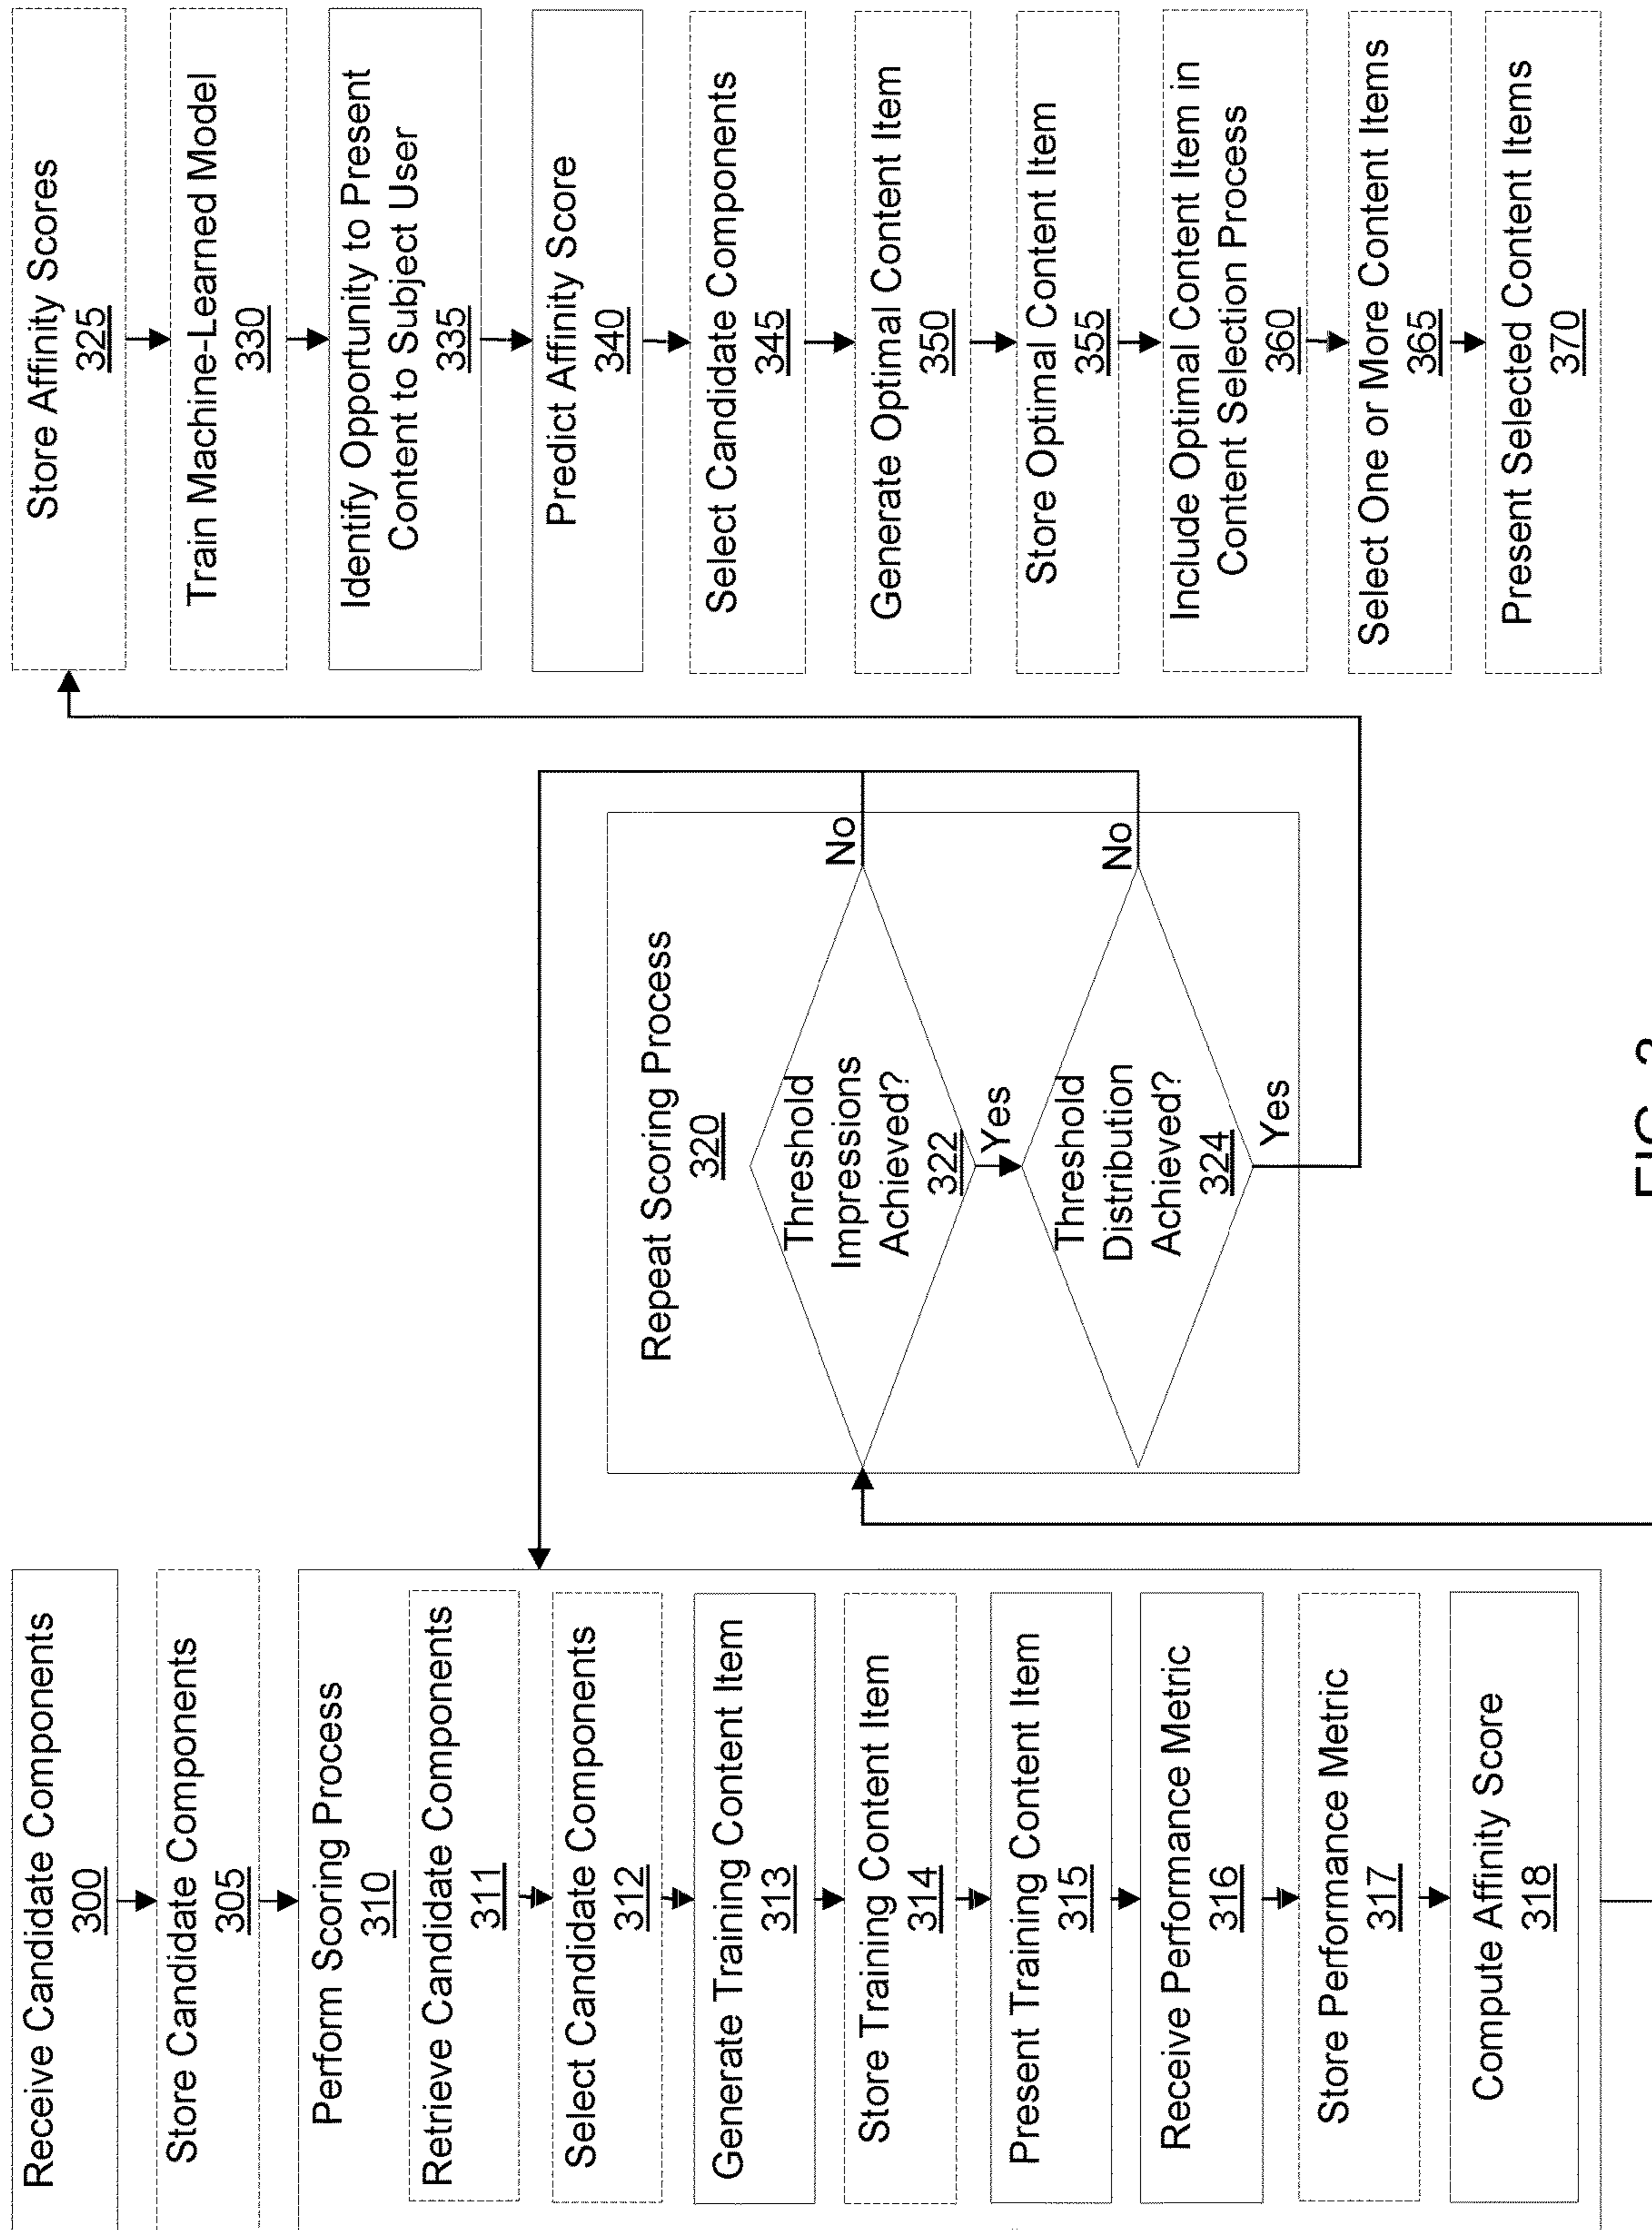 Receive Candidate Components
300
Store Candidate Components
305
Perform Scoring Process
310
Retrieve Candidate Components
311
Select Candidate Components
312
Generate Training Content Item
313
Store Training Content Item
314
Present Training Content Item
315
Receive Performance Metric
316
Store Performance Metric
317
Compute Affinity Score
318
Repeat Scoring Process
320
Threshold
Impressions
Achieved?
322
No
Yes
Threshold
Distribution
Achieved?
324
No
Yes
Store Affinity Scores
325
Train Machine-Learned Model
330
Identify Opportunity to Present
Content to Subject User
335
Predict Affinity Score
340
Select Candidate Components
345
Generate Optimal Content Item
350
Store Optimal Content Item
355
Include Optimal Content Item in
Content Selection Process
360
Select One or More Content Items
365
Present Selected Content Items
370
FIG.